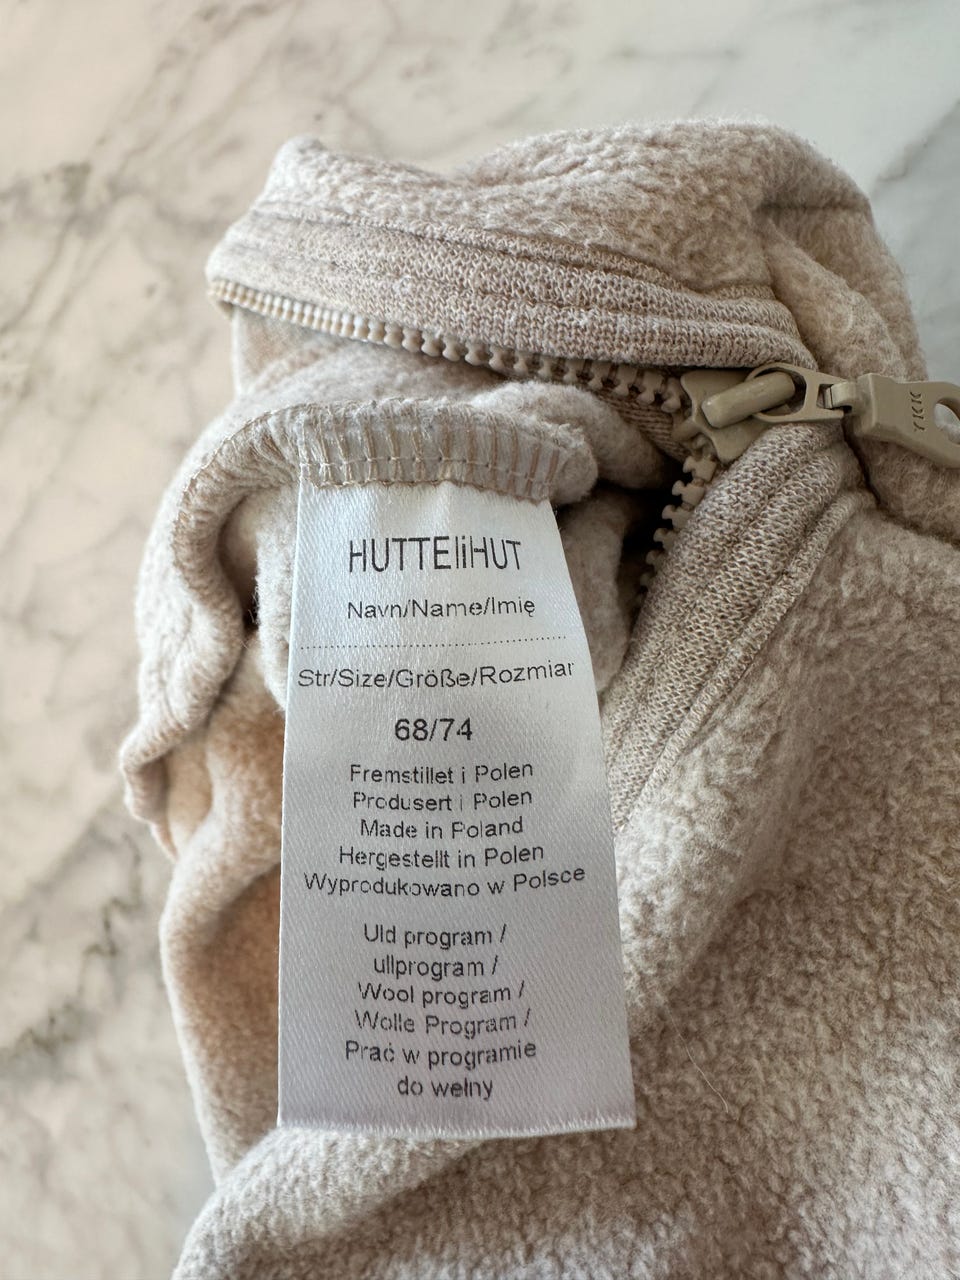 YKK
HUTTEliHUT
Navn/Name/Imię
Str/Size/Größe/Rozmiar
68/74
Fremstillet i Polen
Produsert i Polen
Made in Poland
Hergestellt in Polen
Wyprodukowano w Polsce
Uld program /
ullprogram /
Wool program /
Wolle Program /
Prać w programie
do wełny